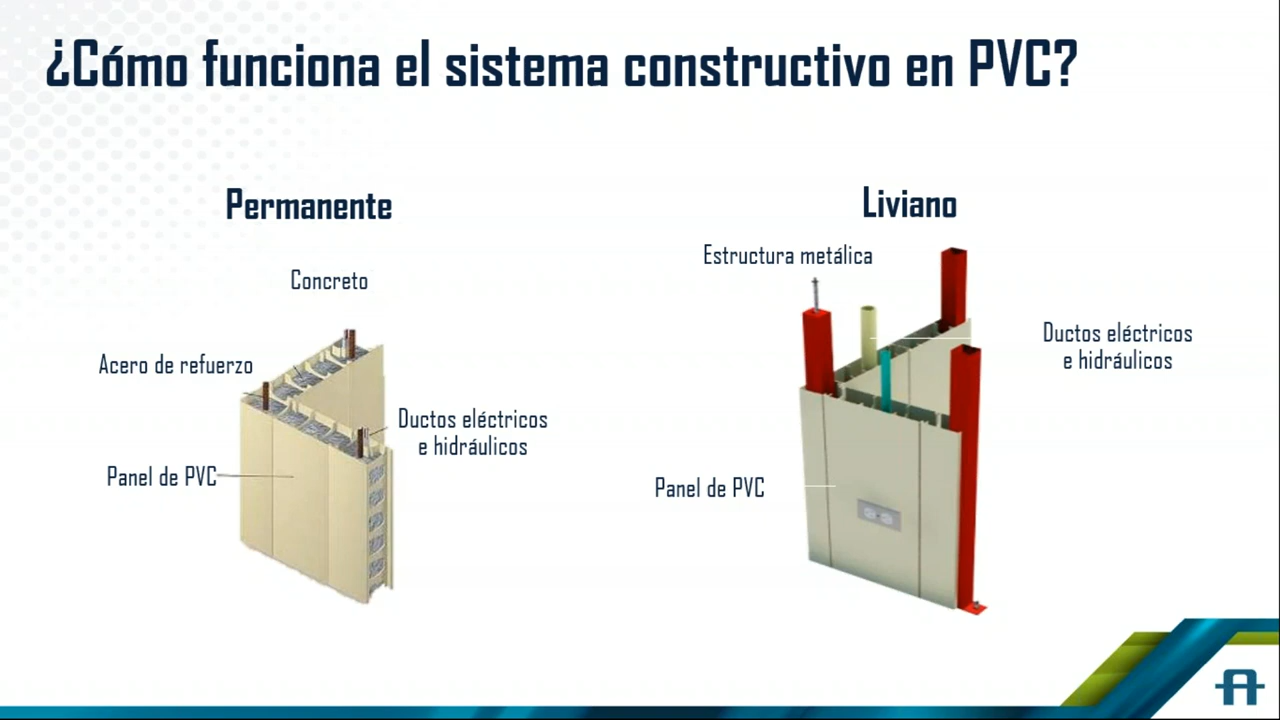 ¿Cómo funciona el sistema constructivo en PVC?
Permanente
Concreto
Acero de refuerzo
Ductos eléctricos
e hidráulicos
Panel de PVC
Liviano
Estructura metálica
Ductos eléctricos
e hidráulicos
Panel de PVC